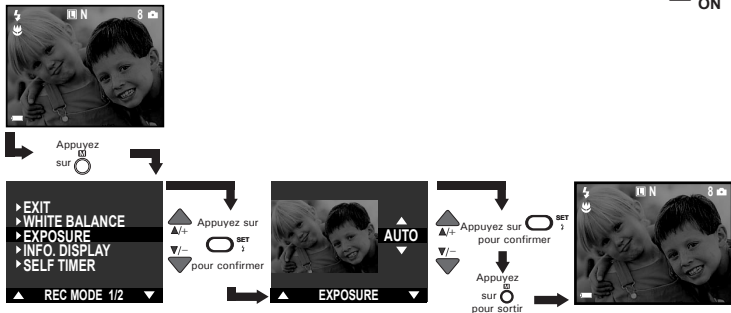 ON
L N 8
Appuyez
M
sur
EXIT
WHITE BALANCE
EXPOSURE
INFO. DISPLAY
SELF TIMER
REC MODE 1/2
▲/+
▼/–
Appuyez sur
SET
pour confirmer
AUTO
EXPOSURE
▲/+
▼/–
Appuyez sur
SET
pour confirmer
Appuyez
M
sur
pour sortir
L N 8